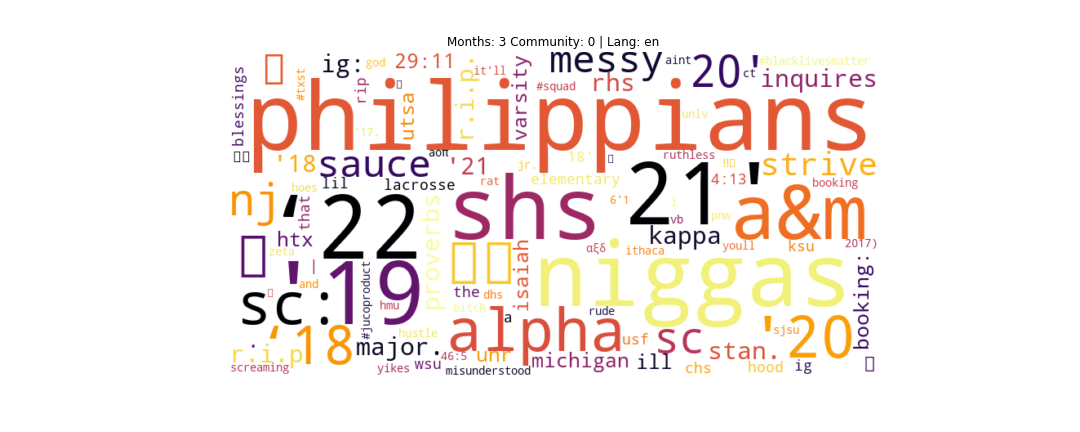 Months: 3 Community: 0 | Lang: en
ig:
god
29:11
it'll
r.i.p.
varsity
messy
aint
20'
ct
#blacklivesmatter
inquires
blessings
#txst
rip
'17.
utsa
#squad
rhs
unlv
philippians
'18
sauce
aoπ
'21
jr.
18'
ruthless
!!
strive
4:13
booking
nj
hoes
lil
lacrosse
rat
elementary
6'1
i
vb
pnw
that
‘22
proverbs
shs
21'
a&m
htx
zeta
|
isaiah
αξδ
ithaca
kappa
youll
ksu
2017)
and
the
dhs
niggas
booking:
sc:
'19
#jucoproduct
hmu
bitch
a
rude
alpha
usf
sc
sjsu
'20
r.i.p
.
‘18
hustle
major.
46:5
unr
stan.
screaming
yikes
wsu
misunderstood
michigan
ill
chs
hood
ig